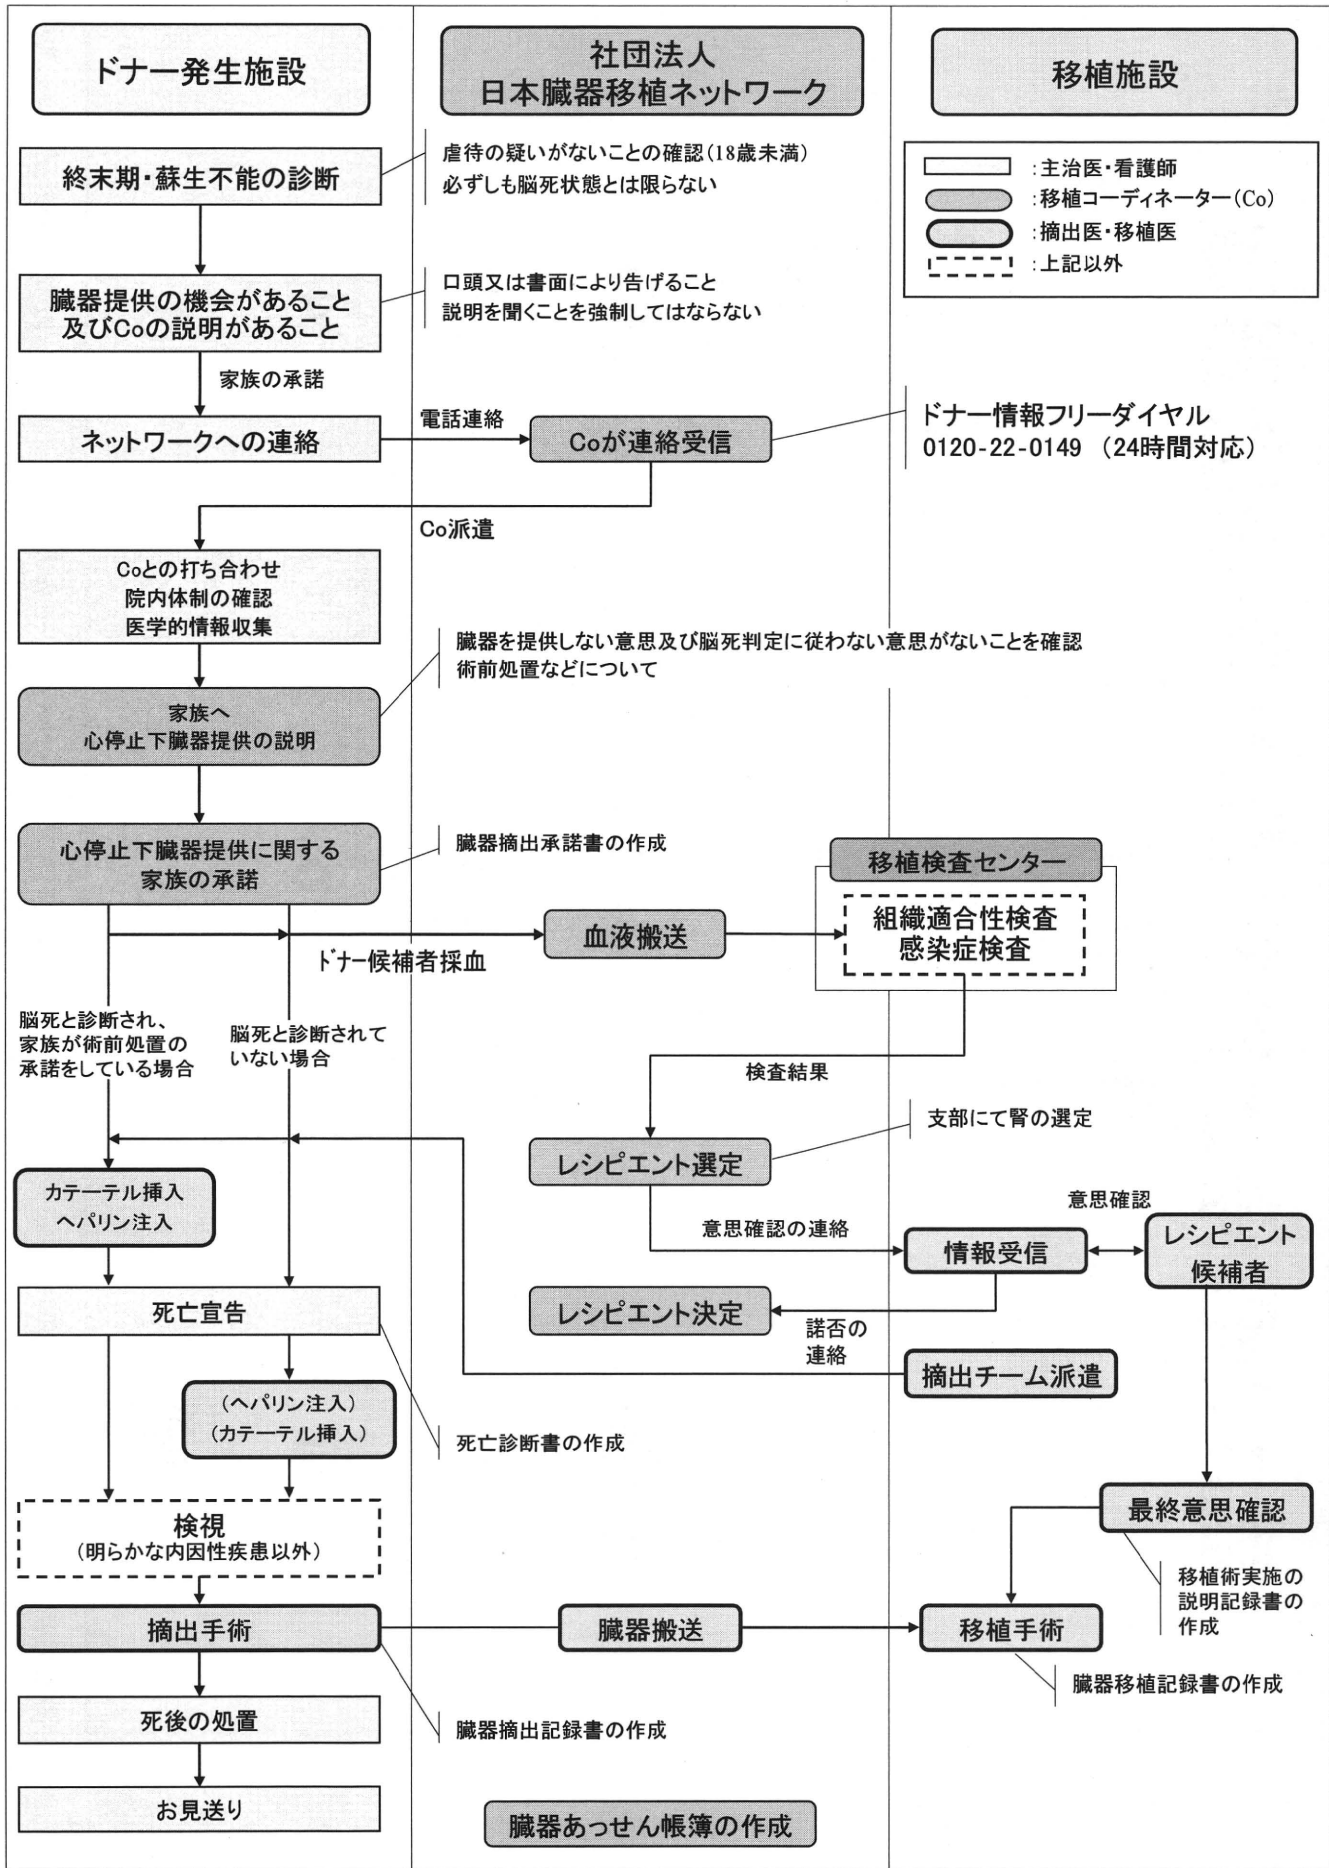 ドナー発生施設
社団法人
日本臓器移植ネットワーク
移植施設
終末期・蘇生不能の診断
虐待の疑いがないことの確認(18歳未満)
必ずしも脳死状態とは限らない
:主治医・看護師
:移植コーディネーター(Co)
:摘出医・移植医
:上記以外
臓器提供の機会があること
及びCoの説明があること
口頭又は書面により告げること
説明を聞くことを強制してはならない
家族の承諾
ネットワークへの連絡
電話連絡
Coが連絡受信
ドナー情報フリーダイヤル
0120-22-0149 (24時間対応)
Co派遣
Coとの打ち合わせ
院内体制の確認
医学的情報収集
臓器を提供しない意思及び脳死判定に従わない意思がないことを確認
術前処置などについて
家族へ
心停止下臓器提供の説明
心停止下臓器提供に関する
家族の承諾
臓器摘出承諾書の作成
移植検査センター
組織適合性検査
感染症検査
血液搬送
ドナー候補者採血
脳死と診断され、
家族が術前処置の
承諾をしている場合
脳死と診断されて
いない場合
検査結果
支部にて腎の選定
レシピエント選定
カテーテル挿入
ヘパリン注入
意思確認の連絡
意思確認
情報受信
レシピエント
候補者
死亡宣告
レシピエント決定
諾否の
連絡
摘出チーム派遣
(ヘパリン注入)
(カテーテル挿入)
死亡診断書の作成
検視
(明らかな内因性疾患以外)
最終意思確認
移植術実施の
説明記録書の
作成
摘出手術
臓器搬送
移植手術
臓器移植記録書の作成
死後の処置
臓器摘出記録書の作成
お見送り
臓器あっせん帳簿の作成